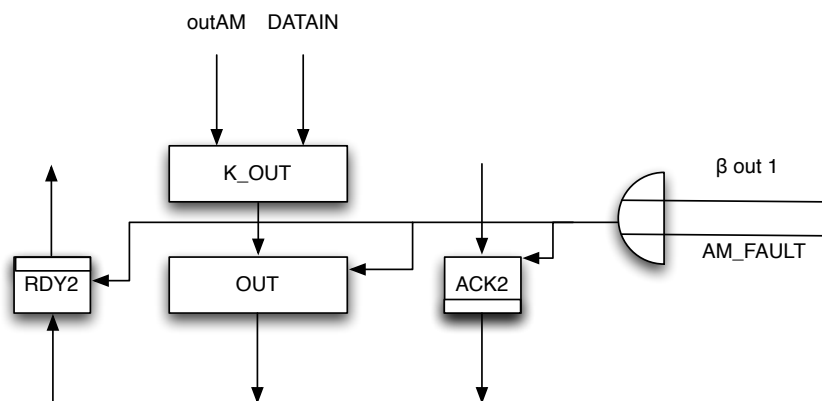 outAM DATAIN
K_OUT
β out 1
AM_FAULT
RDY2 OUT ACK2